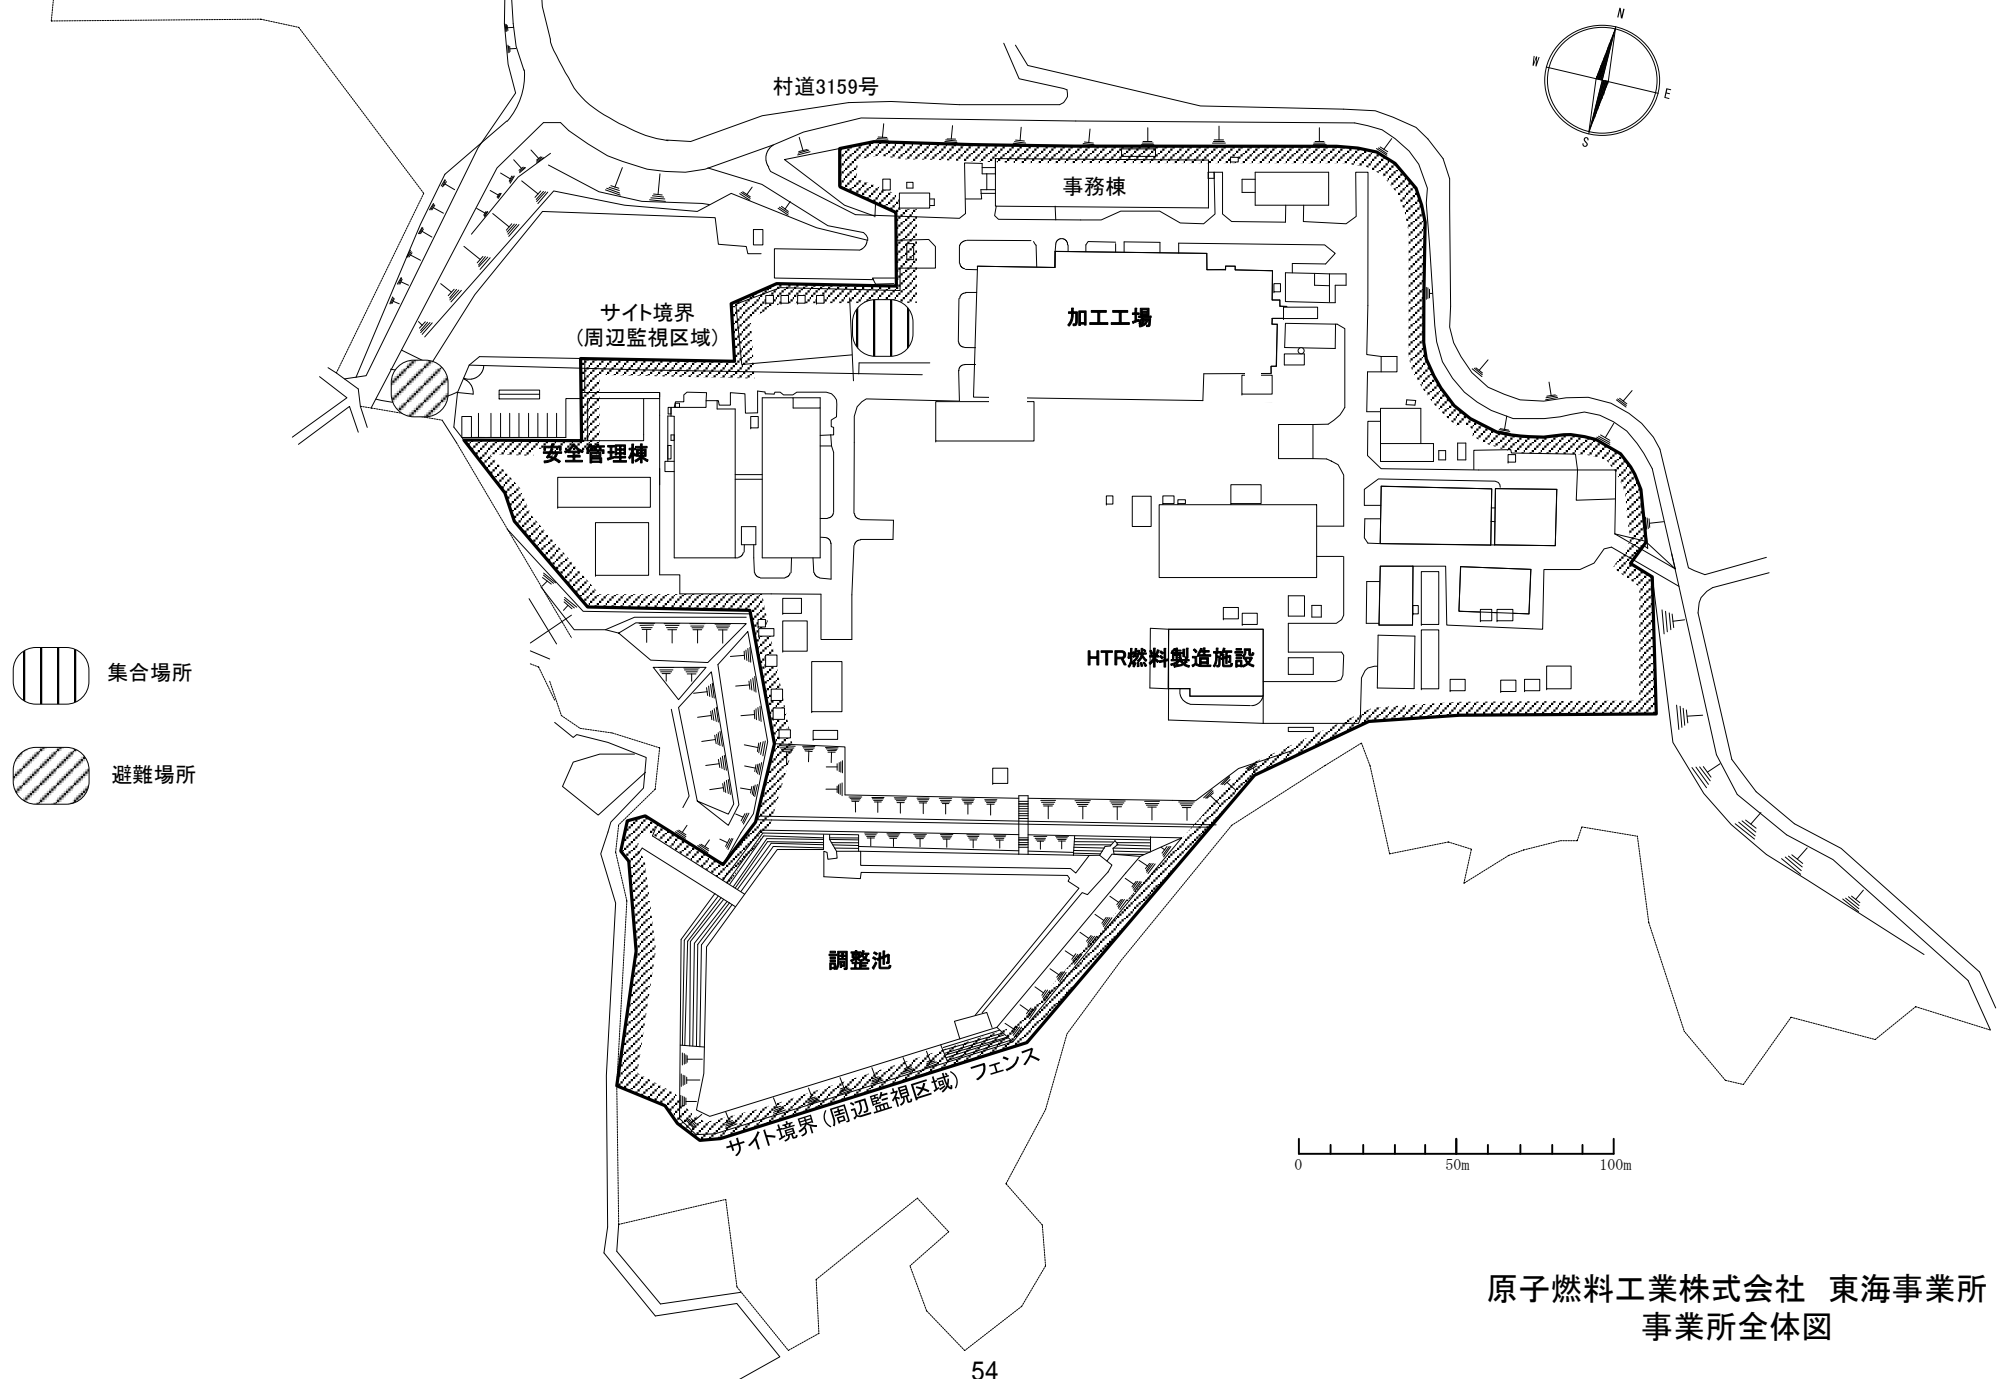 N
W
E
S
村道3159号
事務棟
サイト境界
(周辺監視区域)
加工工場
安全管理棟
HTR燃料製造施設
集合場所
避難場所
調整池
サイト境界(周辺監視区域) フェンス
0 50m 100m
原子燃料工業株式会社 東海事業所
事業所全体図
54